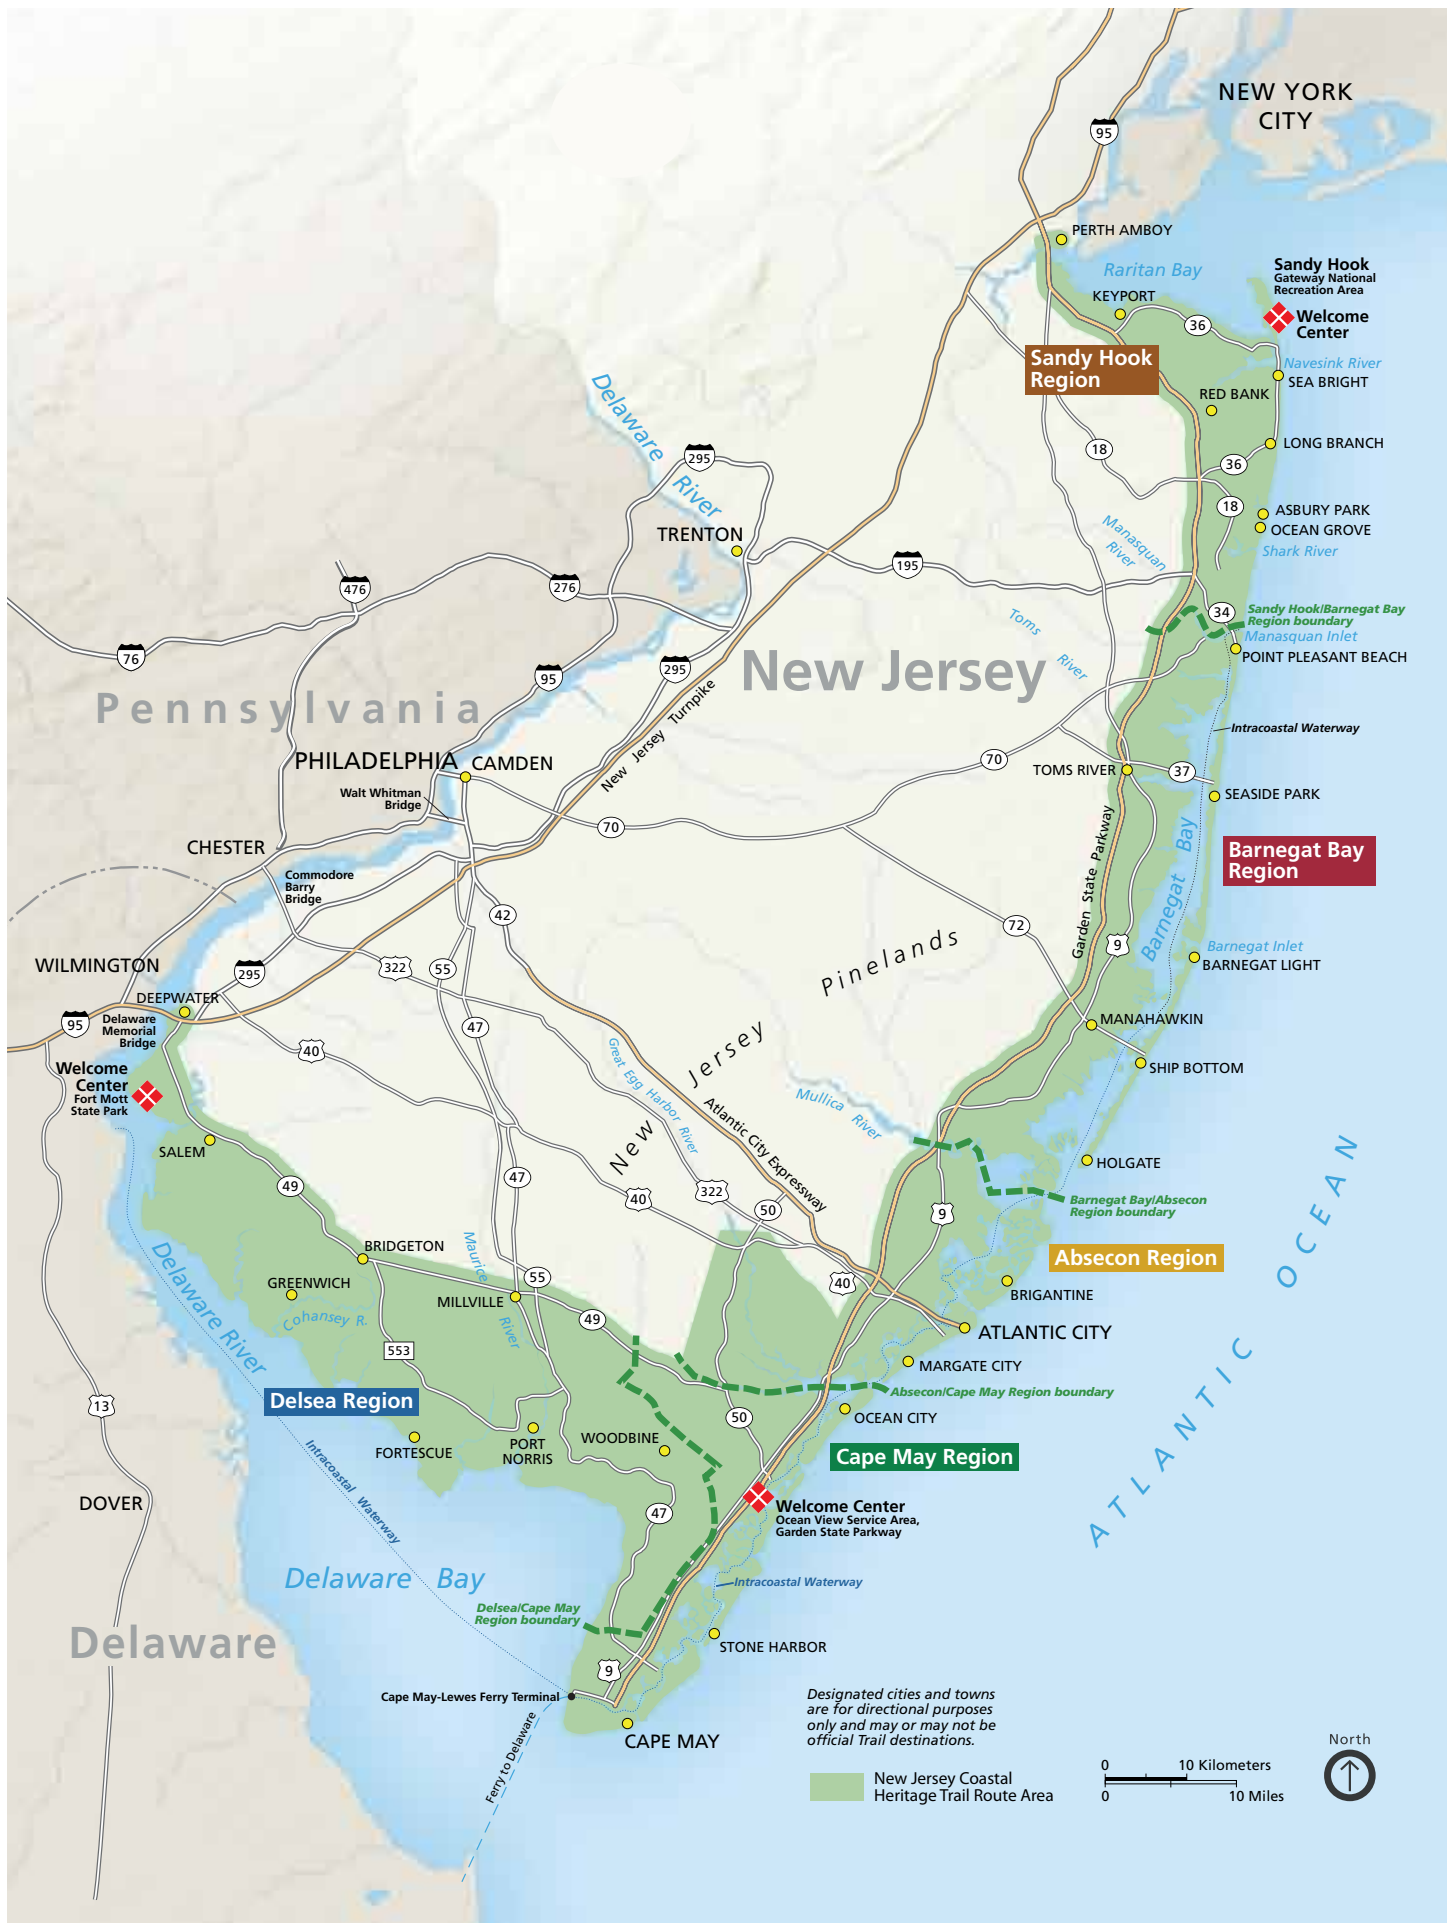 NEW YORK
CITY
95
PERTH AMBOY
Raritan Bay
Sandy Hook
Gateway National
Recreation Area
KEYPORT
Welcome
Center
36
Sandy Hook
Region
Navesink River
SEA BRIGHT
RED BANK
Delaware
River
LONG BRANCH
18
295
36
18
ASBURY PARK
OCEAN GROVE
Manasquan
River
Shark River
TRENTON
195
476
276
34
Sandy Hook/Barnegat Bay
Region boundary
Manasquan Inlet
Toms
River
76
POINT PLEASANT BEACH
295
95
New Jersey
Pennsylvania
New Jersey Turnpike
Intracoastal Waterway
PHILADELPHIA
CAMDEN
70
TOMS RIVER
37
Walt Whitman
Bridge
SEASIDE PARK
70
Garden State Parkway
Barnegat Bay
CHESTER
Barnegat Bay
Region
Commodore
Barry
Bridge
42
72
9
Pinelands
Barnegat Inlet
BARNEGAT LIGHT
WILMINGTON
295
322
55
DEEPWATER
95
Delaware
Memorial
Bridge
47
MANAHAWKIN
40
New Jersey
Great Egg Harbor River
Welcome
Center
Fort Mott
State Park
SHIP BOTTOM
Mullica River
Atlantic City Expressway
SALEM
HOLGATE
49
47
40
322
50
9
Barnegat Bay/Absecon
Region boundary
ATLANTIC OCEAN
BRIDGETON
Maurice
River
Absecon Region
Delaware River
GREENWICH
55
40
BRIGANTINE
MILLVILLE
Cohansey R.
49
ATLANTIC CITY
553
MARGATE CITY
Absecon/Cape May Region boundary
Delsea Region
13
50
OCEAN CITY
WOODBINE
FORTESCUE
PORT
NORRIS
Cape May Region
Intracoastal Waterway
DOVER
47
Welcome Center
Ocean View Service Area,
Garden State Parkway
Delaware Bay
Intracoastal Waterway
Delsea/Cape May
Region boundary
Delaware
STONE HARBOR
9
Cape May-Lewes Ferry Terminal
Ferry to Delaware
CAPE MAY
Designated cities and towns
are for directional purposes
only and may or may not be
official Trail destinations.
New Jersey Coastal
Heritage Trail Route Area
0 10 Kilometers
0 10 Miles
North